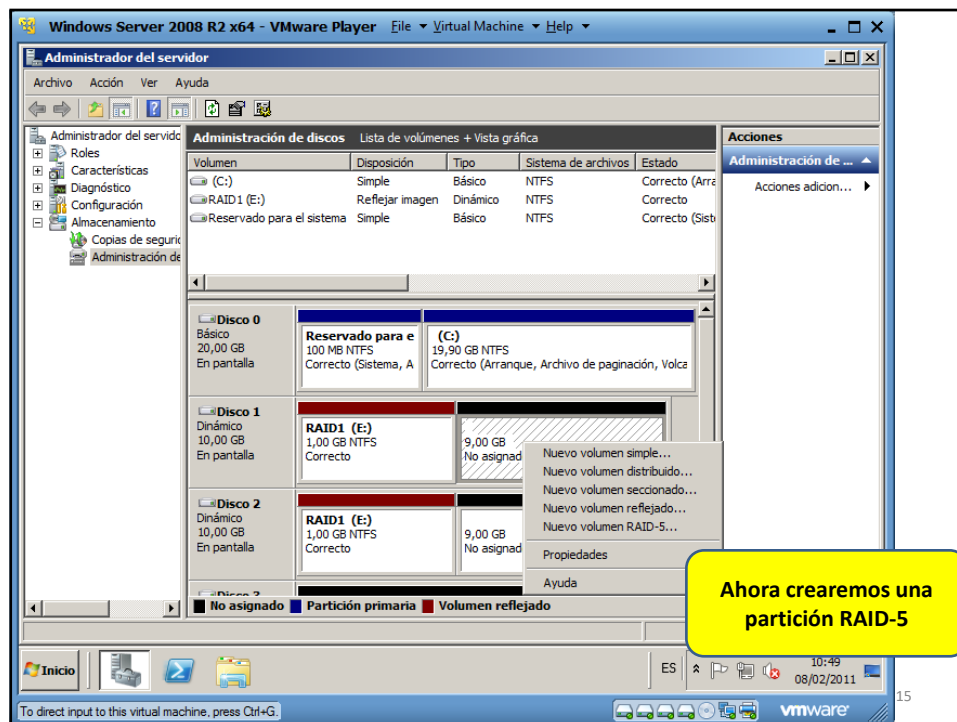 Windows Server 2008 R2 x64 - VMware Player File Virtual Machine Help
Administrador del servidor
Archivo Acción Ver Ayuda
Administrador del servido
Roles
Características
Diagnóstico
Configuración
Almacenamiento
Copias de seguric
Administración de
Administración de discos Lista de volúmenes + Vista gráfica
Volumen Disposición Tipo Sistema de archivos Estado
(C:) Simple Básico NTFS Correcto (Arra
RAID1 (E:) Reflejar imagen Dinámico NTFS Correcto
Reservado para el sistema Simple Básico NTFS Correcto (Sist
Acciones
Administración de ...
Acciones adicion...
Disco 0
Básico
20,00 GB
En pantalla
Reservado para e
100 MB NTFS
Correcto (Sistema, A
(C:)
19,90 GB NTFS
Correcto (Arranque, Archivo de paginación, Volca
Disco 1
Dinámico
10,00 GB
En pantalla
RAID1 (E:)
1,00 GB NTFS
Correcto
9,00 GB
No asignad
Disco 2
Dinámico
10,00 GB
En pantalla
RAID1 (E:)
1,00 GB NTFS
Correcto
9,00 GB
No asignad
Nuevo volumen simple...
Nuevo volumen distribuido...
Nuevo volumen seccionado...
Nuevo volumen reflejado...
Nuevo volumen RAID-5...
Propiedades
Ayuda
No asignado Partición primaria Volumen reflejado
Ahora crearemos una
partición RAID-5
Inicio
ES
10:49
08/02/2011
15
To direct input to this virtual machine, press Ctrl+G.
vmware